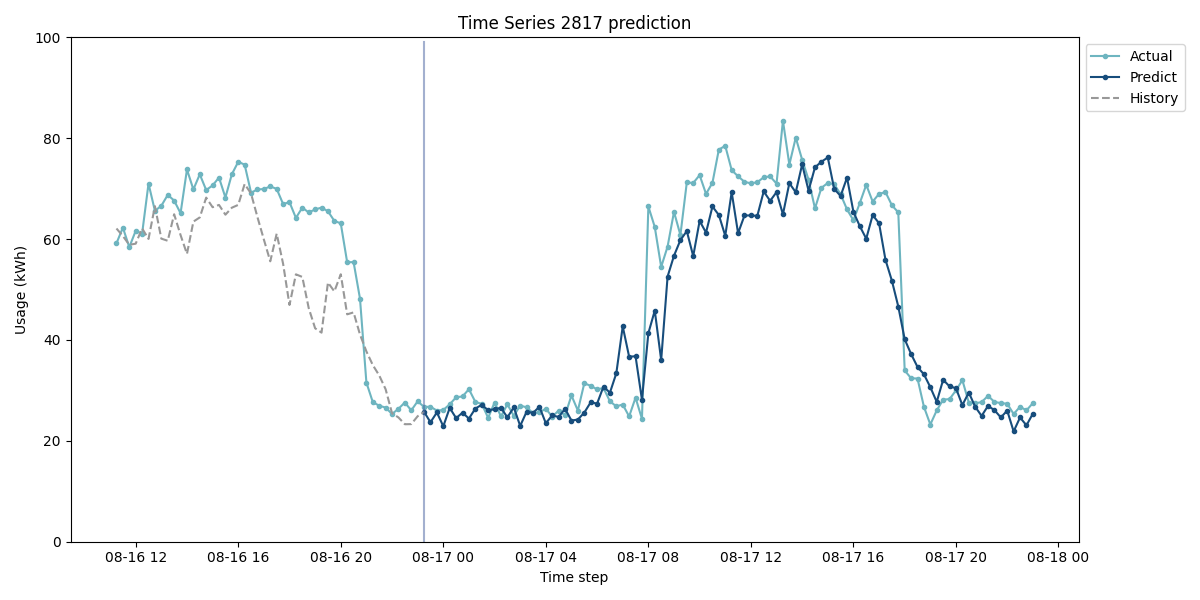 Time Series 2817 prediction
100
80
60
40
20
0
Usage (kWh)
08-16 12 08-16 16 08-16 20 08-17 00 08-17 04 08-17 08 08-17 12 08-17 16 08-17 20 08-18 00
Time step
Actual
Predict
History